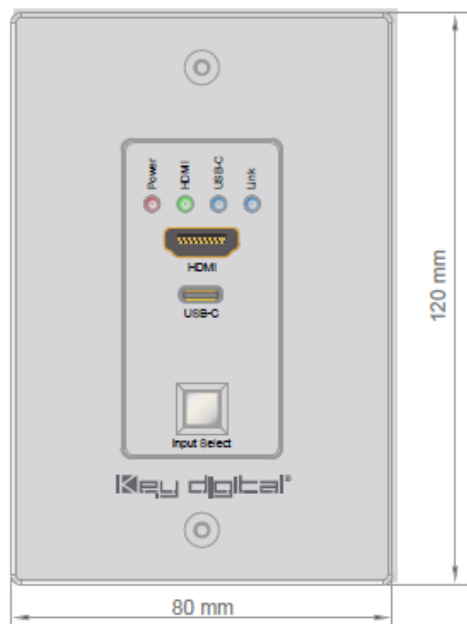 Power HDMI USB-C Link
HDMI
USB-C
Input Select
Key digital®
120 mm
80 mm